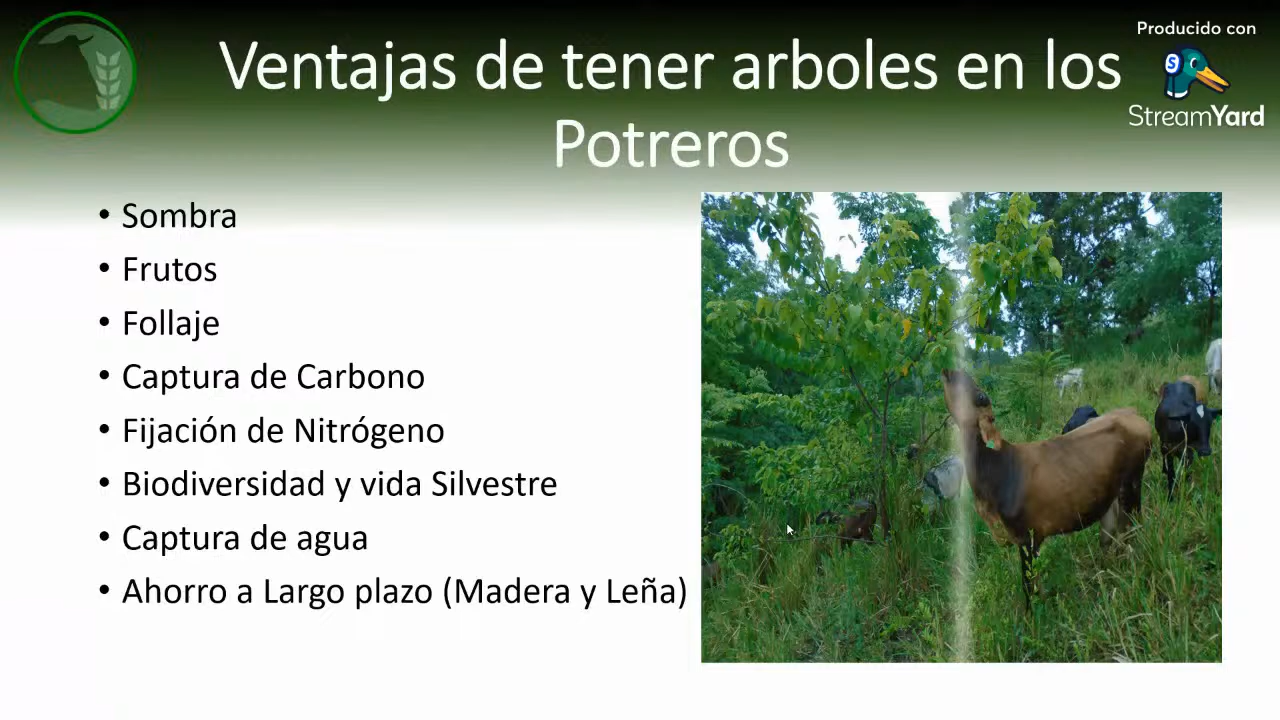 Ventajas de tener arboles en los
Potreros
Producido con
StreamYard
• Sombra
• Frutos
• Follaje
• Captura de Carbono
• Fijación de Nitrógeno
• Biodiversidad y vida Silvestre
• Captura de agua
• Ahorro a Largo plazo (Madera y Leña)